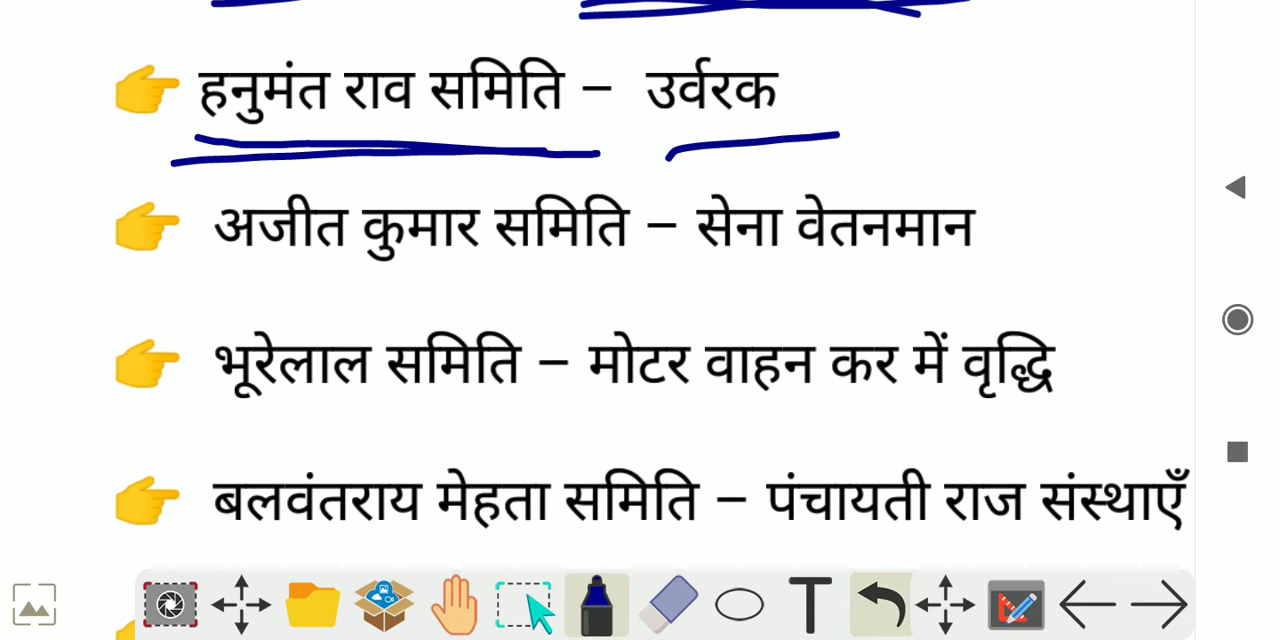 हनुमंत राव समिति – उर्वरक
अजीत कुमार समिति – सेना वेतनमान
भूरेलाल समिति – मोटर वाहन कर में वृद्धि
बलवंतराय मेहता समिति – पंचायती राज संस्थाएँ